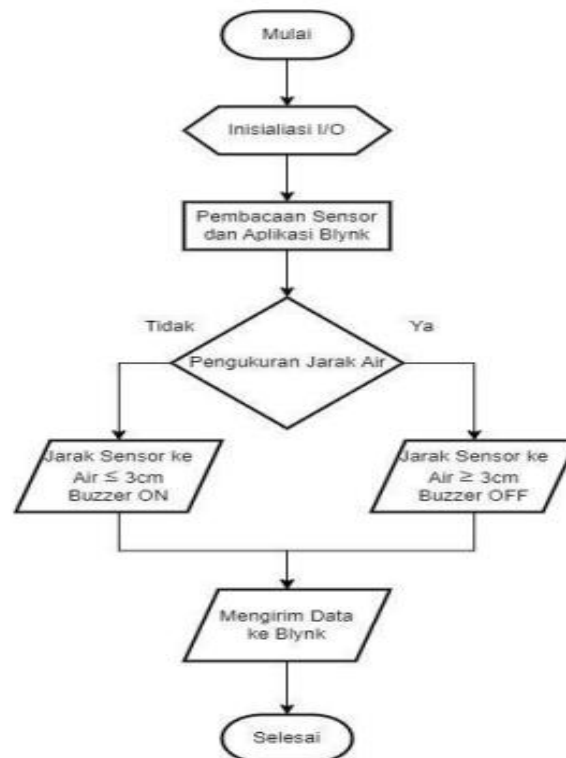 Mulai
Inisialiasi I/O
Pembacaan Sensor
dan Aplikasi Blynk
Tidak
Ya
Pengukuran Jarak Air
Jarak Sensor ke
Air ≤ 3cm
Buzzer ON
Jarak Sensor ke
Air ≥ 3cm
Buzzer OFF
Mengirim Data
ke Blynk
Selesai